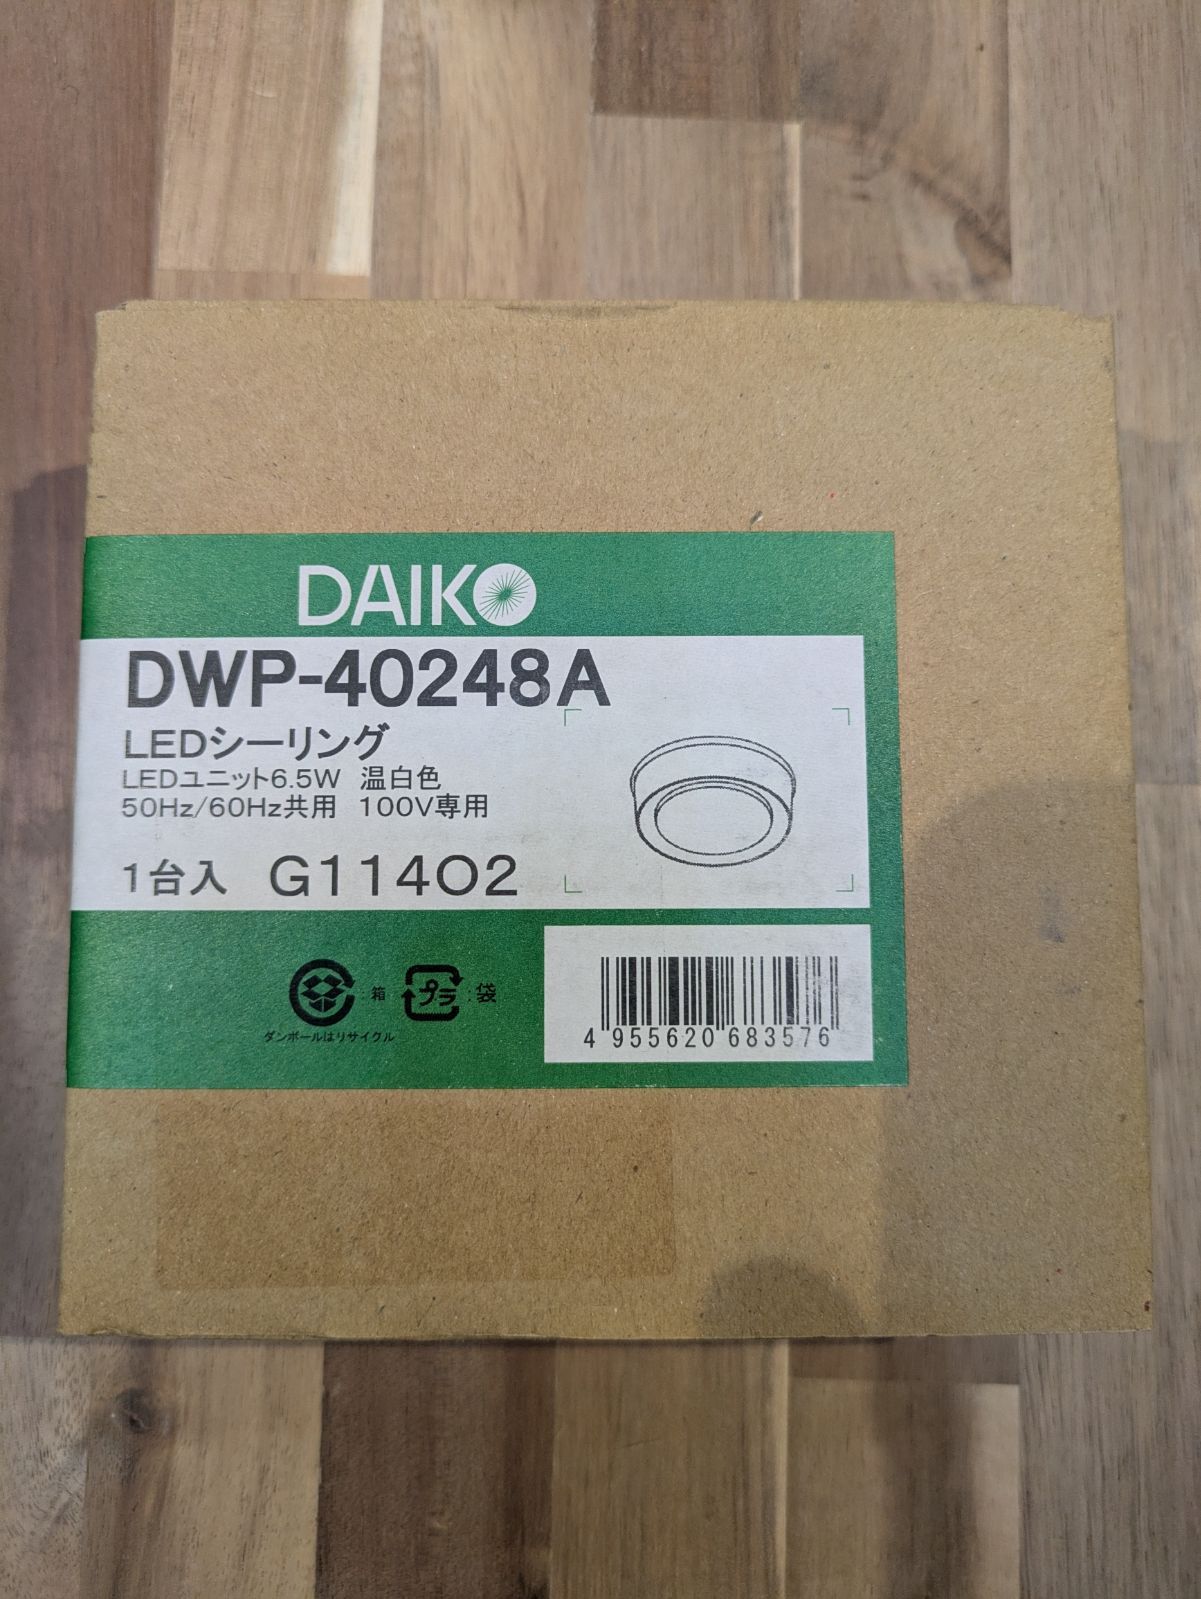 DAIKO
DWP-40248A
LEDシーリング
LEDユニット6.5W 温白色
50Hz/60Hz共用 100V専用
1台入 G11402
:箱 プラ :袋
ダンボールはリサイクル
4 955620 683576